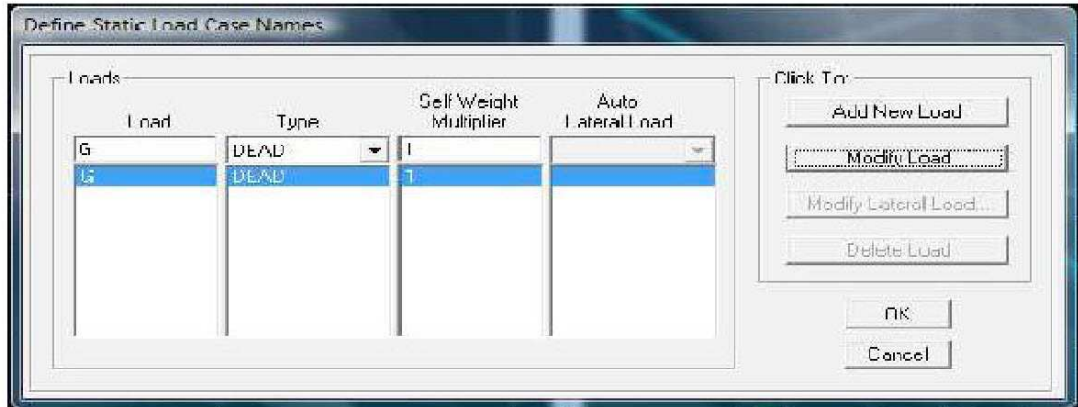 Define Static Load Case Names
Loads
Load Type Self Weight Multiplier Auto Lateral Load
G DEAD 1
G DEAD 1
Click To:
Add New Load
Modify Load
Modify Lateral Load...
Delete Load
OK
Cancel